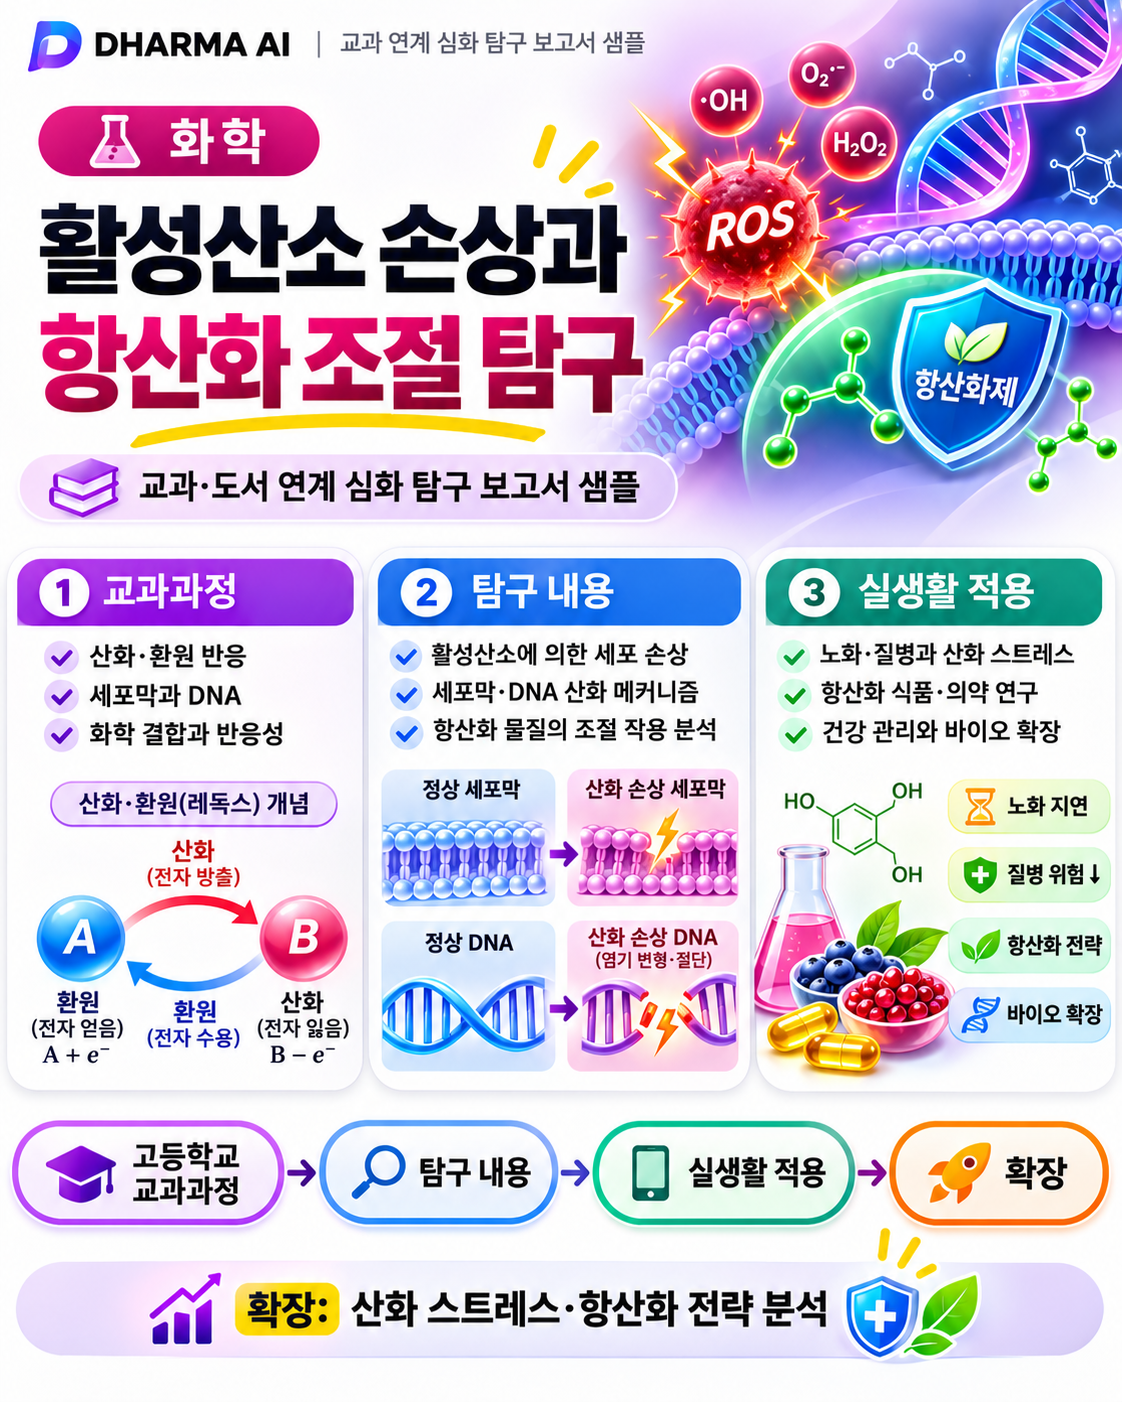 DHARMA AI | 교과 연계 심화 탐구 보고서 샘플
화학
활성산소 손상과
항산화 조절 탐구
교과·도서 연계 심화 탐구 보고서 샘플
·OH
O₂·⁻
H₂O₂
ROS
항산화제
1 교과과정
산화·환원 반응
세포막과 DNA
화학 결합과 반응성
산화·환원(레독스) 개념
산화
(전자 방출)
A
B
환원
(전자 얻음)
A + e⁻
환원
(전자 수용)
산화
(전자 잃음)
B − e⁻
2 탐구 내용
활성산소에 의한 세포 손상
세포막·DNA 산화 메커니즘
항산화 물질의 조절 작용 분석
정상 세포막
산화 손상 세포막
정상 DNA
산화 손상 DNA
(염기 변형·절단)
3 실생활 적용
노화·질병과 산화 스트레스
항산화 식품·의약 연구
건강 관리와 바이오 확장
HO
OH
OH
노화 지연
질병 위험↓
항산화 전략
바이오 확장
고등학교
교과과정
탐구 내용
실생활 적용
확장
확장: 산화 스트레스·항산화 전략 분석